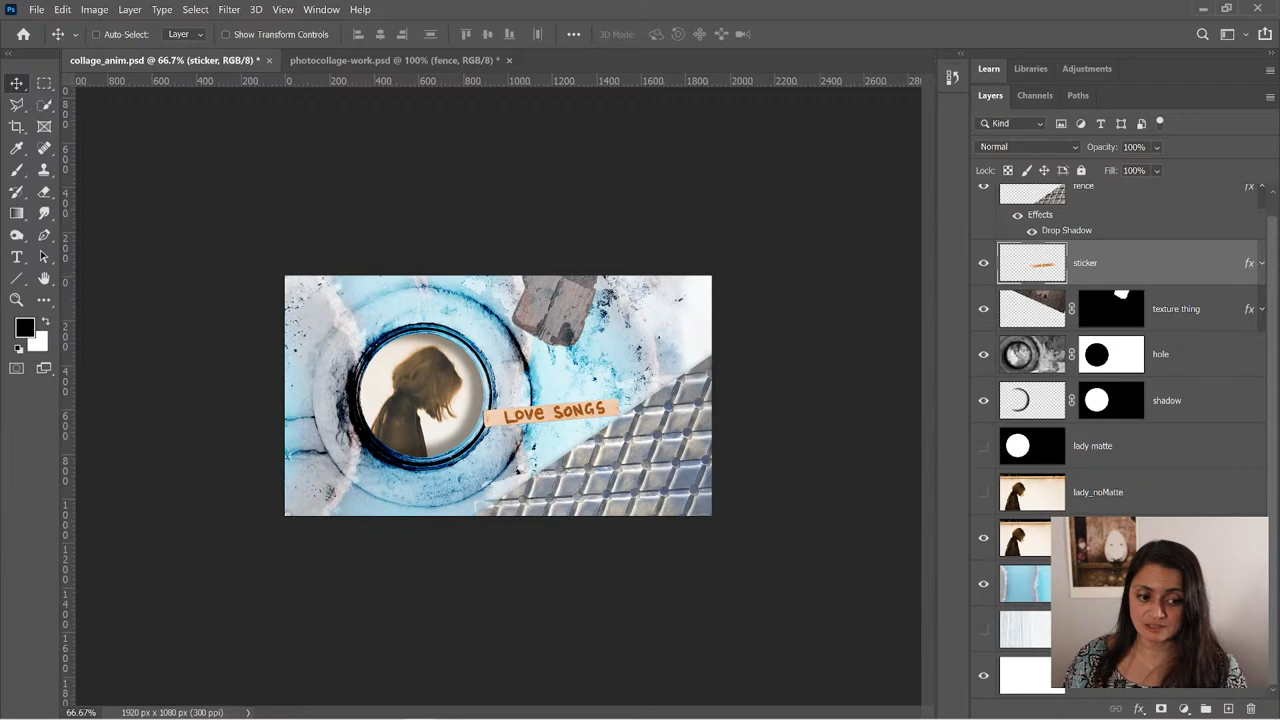 Ps File Edit Image Layer Type Select Filter 3D View Window Help
Auto-Select: Layer Show Transform Controls 3D Mode:
collage_anim.psd @ 66.7% (sticker, RGB/8) * × photocollage-work.psd @ 100% (fence, RGB/8) * ×
0 200 400 600 800 1000 1200 1400 1600 1800 2000 2200 2400 2600
Learn Libraries Adjustments
Layers Channels Paths
Kind
Normal Opacity: 100%
Lock: Fill: 100%
fence fx
Effects
Drop Shadow
sticker fx
texture thing fx
hole
shadow
lady matte
lady_noMatte
LOVE SONGS
66.67% 1920 px x 1080 px (300 ppi)
fx